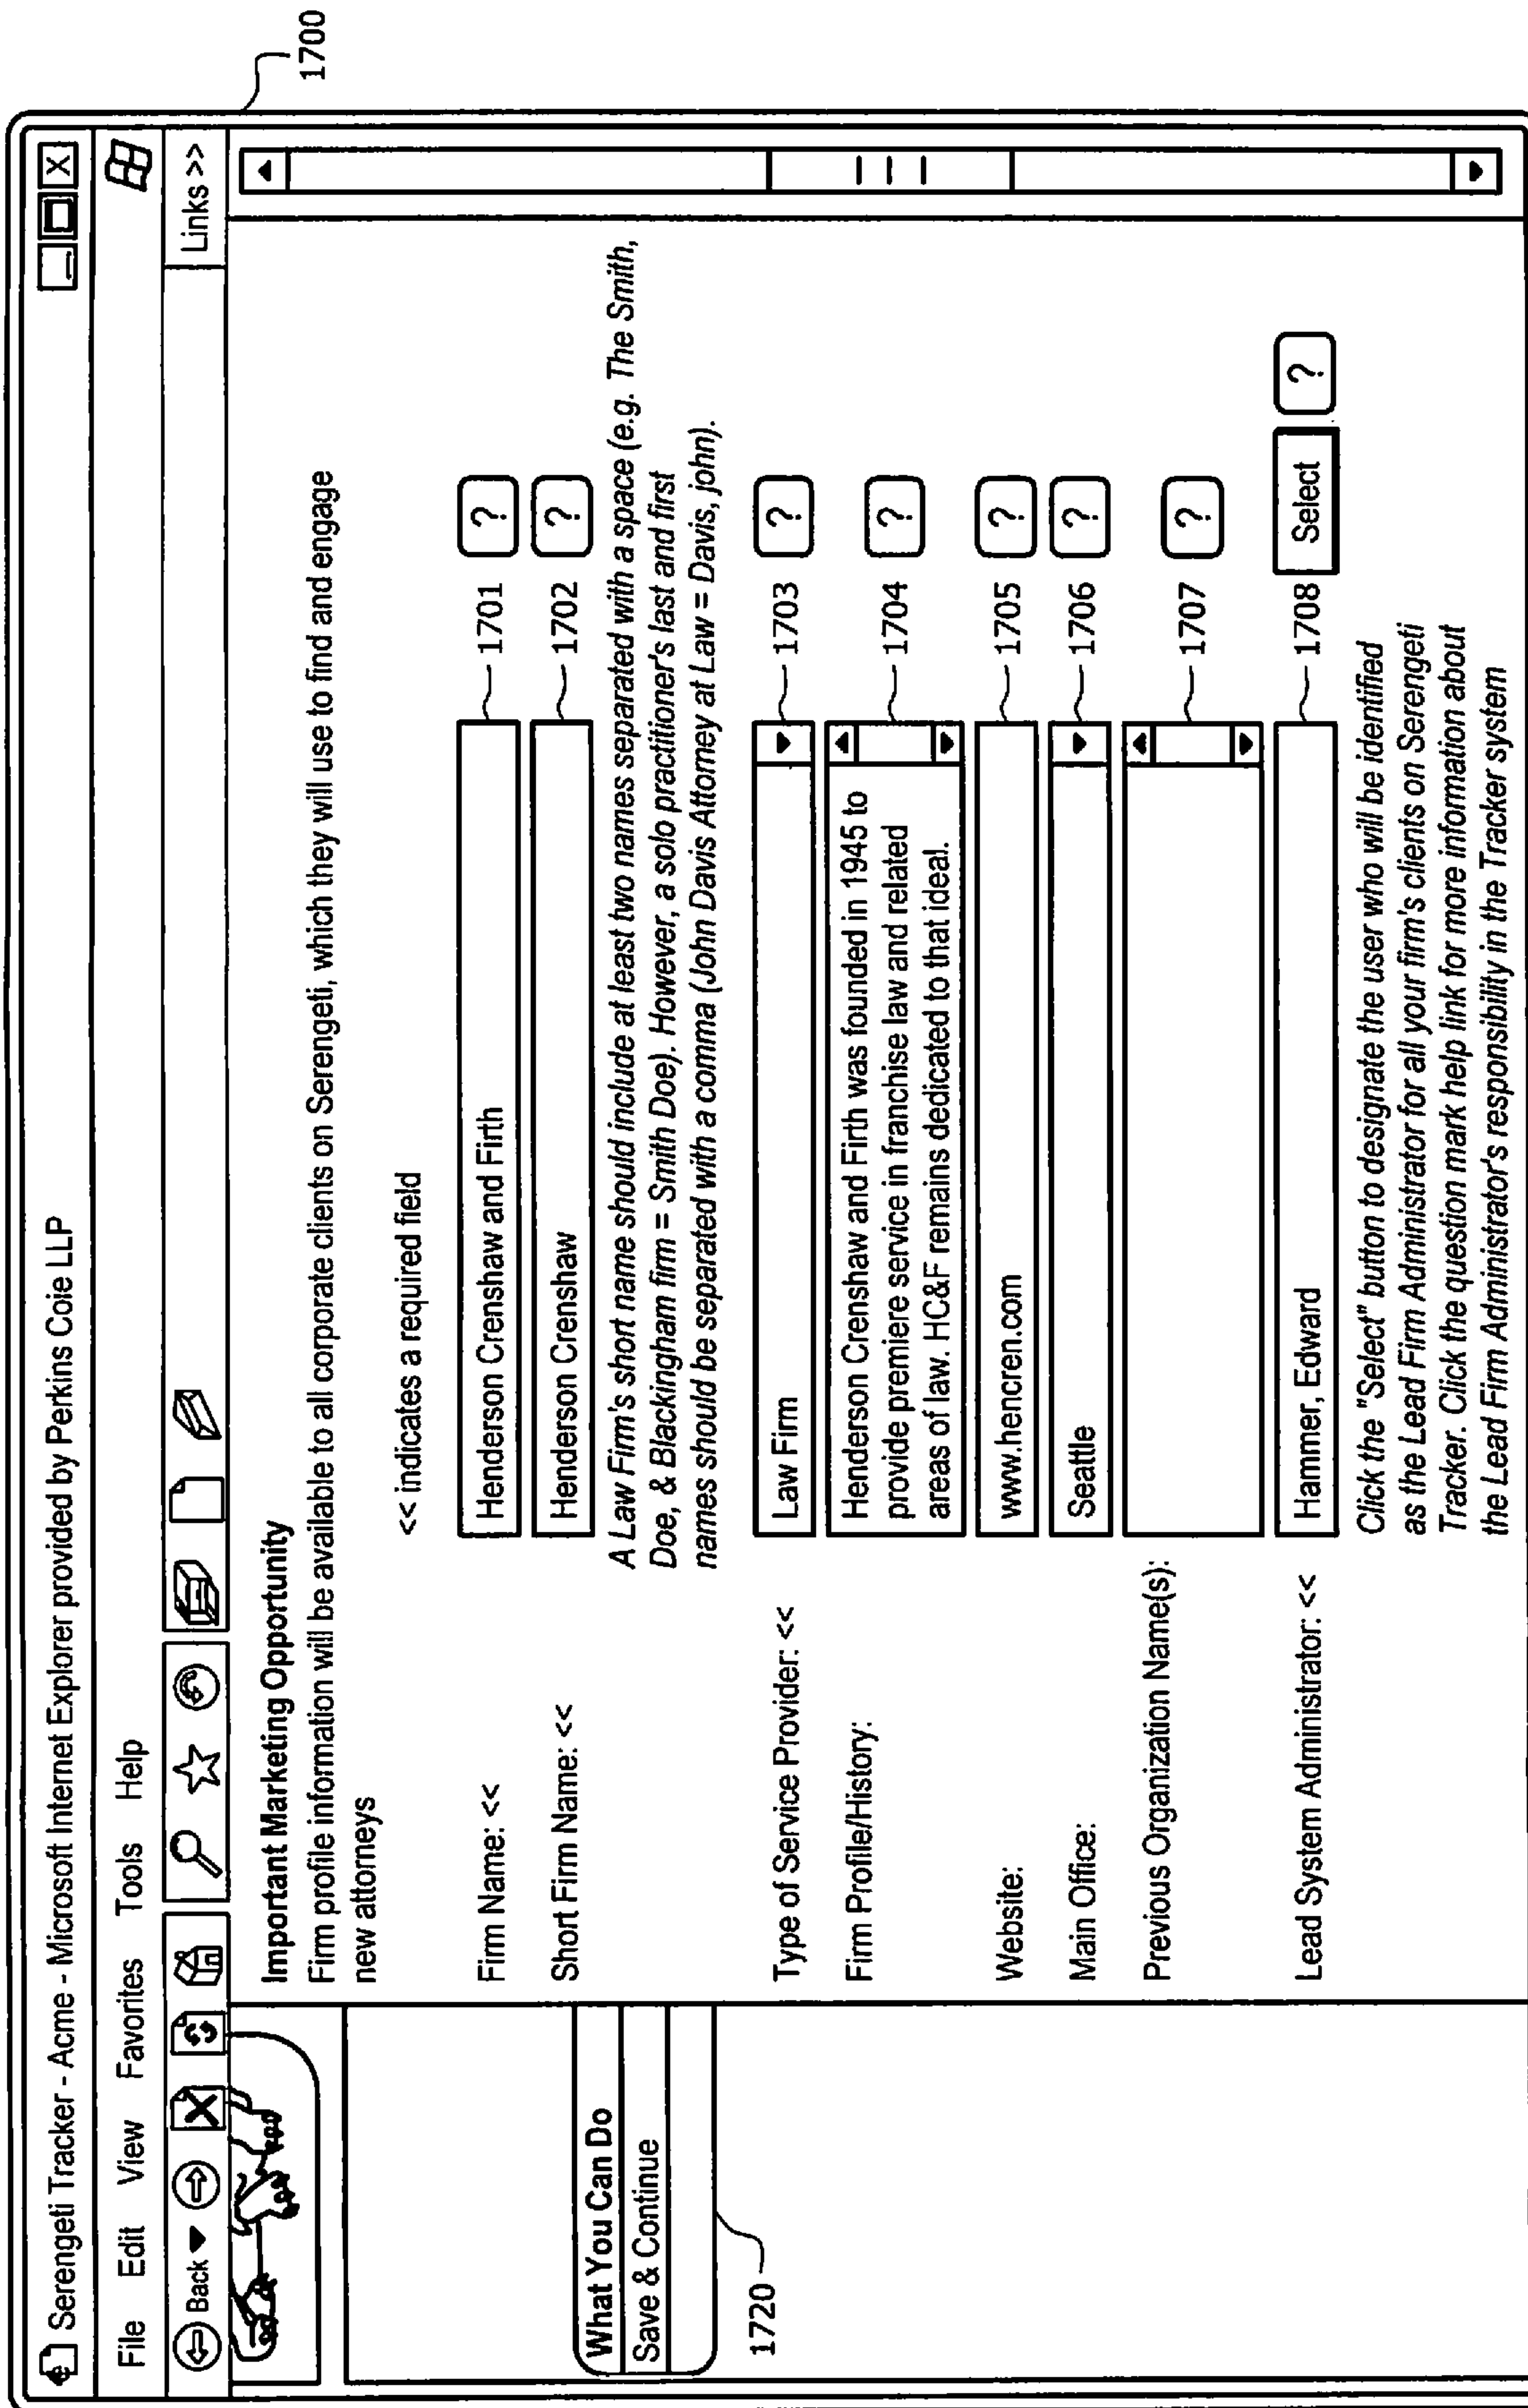 1700
Serengeti Tracker - Acme - Microsoft Internet Explorer provided by Perkins Coie LLP
_ X
File Edit View Favorites Tools Help
Back Links >>
Important Marketing Opportunity
Firm profile information will be available to all corporate clients on Serengeti, which they will use to find and engage
new attorneys
<< indicates a required field
Firm Name: << Henderson Crenshaw and Firth 1701 ?
Short Firm Name: << Henderson Crenshaw 1702 ?
A Law Firm's short name should include at least two names separated with a space (e.g. The Smith,
Doe, & Blackingham firm = Smith Doe). However, a solo practitioner's last and first
names should be separated with a comma (John Davis Attorney at Law = Davis, john).
What You Can Do
Save & Continue
1720
Type of Service Provider: << Law Firm 1703 ?
Firm Profile/History: Henderson Crenshaw and Firth was founded in 1945 to
provide premiere service in franchise law and related 1704 ?
areas of law. HC&F remains dedicated to that ideal.
Website: www.hencren.com 1705 ?
Main Office: Seattle 1706 ?
Previous Organization Name(s): 1707 ?
Lead System Administrator: << Hammer, Edward 1708 Select ?
Click the "Select" button to designate the user who will be identified
as the Lead Firm Administrator for all your firm's clients on Serengeti
Tracker. Click the question mark help link for more information about
the Lead Firm Administrator's responsibility in the Tracker system